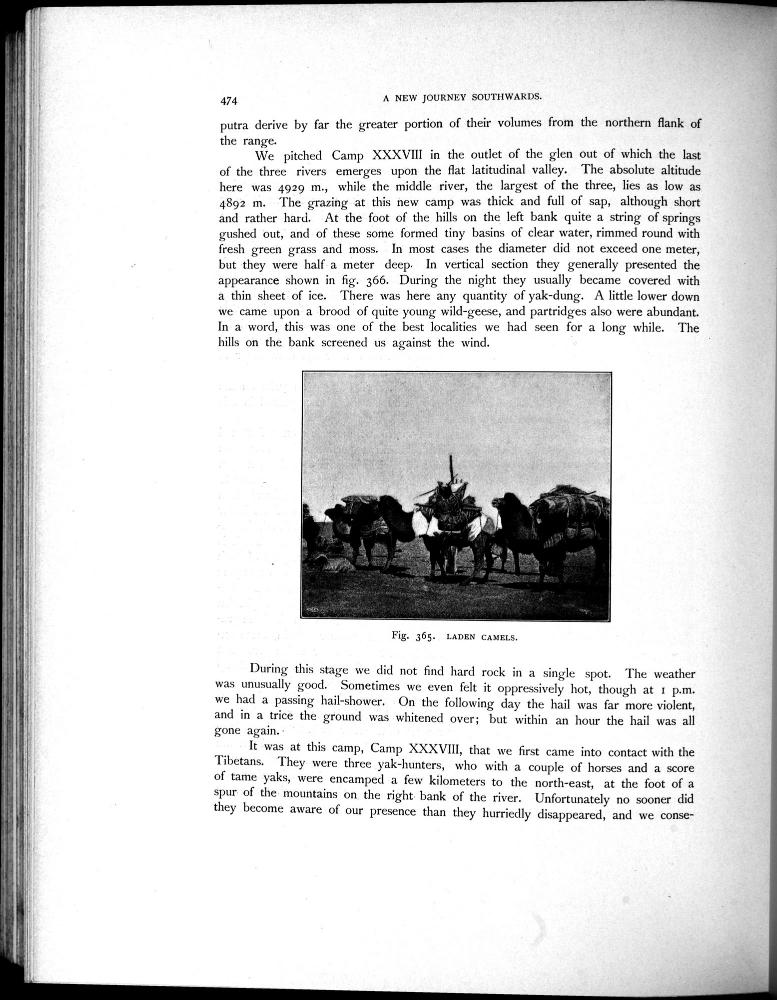 474
A NEW JOURNEY SOUTHWARDS.
putra derive by far the greater portion of their volumes from the northern flank of
the range.
We pitched Camp XXXVIII in the outlet of the glen out of which the last
of the three rivers emerges upon the flat latitudinal valley. The absolute altitude
here was 4929 m., while the middle river, the largest of the three, lies as low as
4892 m. The grazing at this new camp was thick and full of sap, although short
and rather hard. At the foot of the hills on the left bank quite a string of springs
gushed out, and of these some formed tiny basins of clear water, rimmed round with
fresh green grass and moss. In most cases the diameter did not exceed one meter,
but they were half a meter deep. In vertical section they generally presented the
appearance shown in fig. 366. During the night they usually became covered with
a thin sheet of ice. There was here any quantity of yak-dung. A little lower down
we came upon a brood of quite young wild-geese, and partridges also were abundant.
In a word, this was one of the best localities we had seen for a long while. The
hills on the bank screened us against the wind.
Fig. 365. LADEN CAMELS.
During this stage we did not find hard rock in a single spot. The weather
was unusually good. Sometimes we even felt it oppressively hot, though at 1 p.m.
we had a passing hail-shower. On the following day the hail was far more violent,
and in a trice the ground was whitened over; but within an hour the hail was all
gone again.
It was at this camp, Camp XXXVIII, that we first came into contact with the
Tibetans. They were three yak-hunters, who with a couple of horses and a score
of tame yaks, were encamped a few kilometers to the north-east, at the foot of a
spur of the mountains on the right bank of the river. Unfortunately no sooner did
they become aware of our presence than they hurriedly disappeared, and we conse-